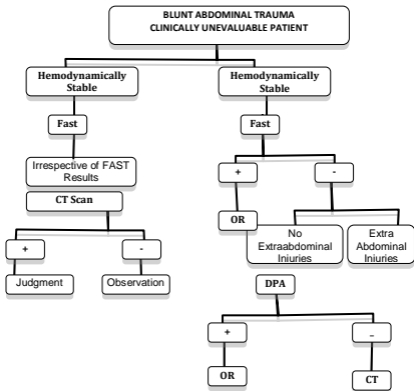 BLUNT ABDOMINAL TRAUMA
CLINICALLY UNEVALUABLE PATIENT
Hemodynamically
Stable
Hemodynamically
Stable
Fast
Fast
Irrespective of FAST
Results
CT Scan
+
-
+
-
OR
No
Extraabdominal
Iniuries
Extra
Abdominal
Injuries
Judgment
Observation
DPA
+
-
OR
CT